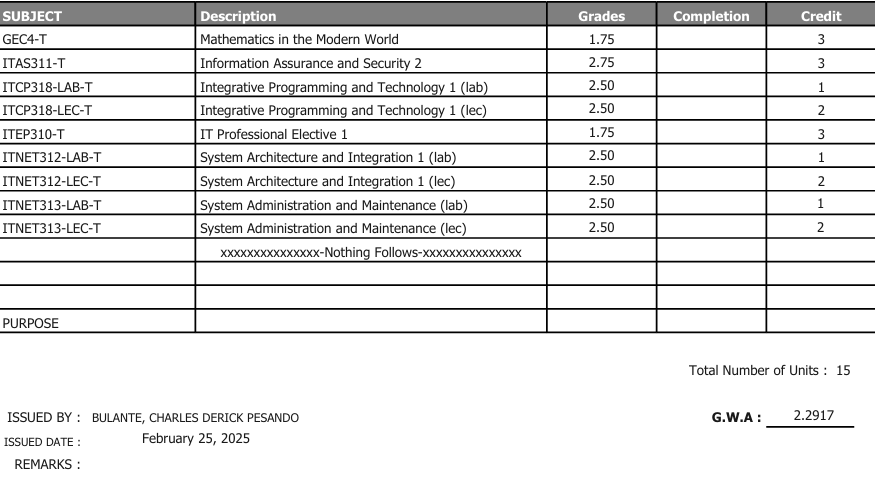 SUBJECT Description Grades Completion Credit
GEC4-T Mathematics in the Modern World 1.75 3
ITAS311-T Information Assurance and Security 2 2.75 3
ITCP318-LAB-T Integrative Programming and Technology 1 (lab) 2.50 1
ITCP318-LEC-T Integrative Programming and Technology 1 (lec) 2.50 2
ITEP310-T IT Professional Elective 1 1.75 3
ITNET312-LAB-T System Architecture and Integration 1 (lab) 2.50 1
ITNET312-LEC-T System Architecture and Integration 1 (lec) 2.50 2
ITNET313-LAB-T System Administration and Maintenance (lab) 2.50 1
ITNET313-LEC-T System Administration and Maintenance (lec) 2.50 2
xxxxxxxxxxxxxxx-Nothing Follows-xxxxxxxxxxxxxxx
PURPOSE
Total Number of Units : 15
ISSUED BY : BULANTE, CHARLES DERICK PESANDO G.W.A : 2.2917
ISSUED DATE : February 25, 2025
REMARKS :